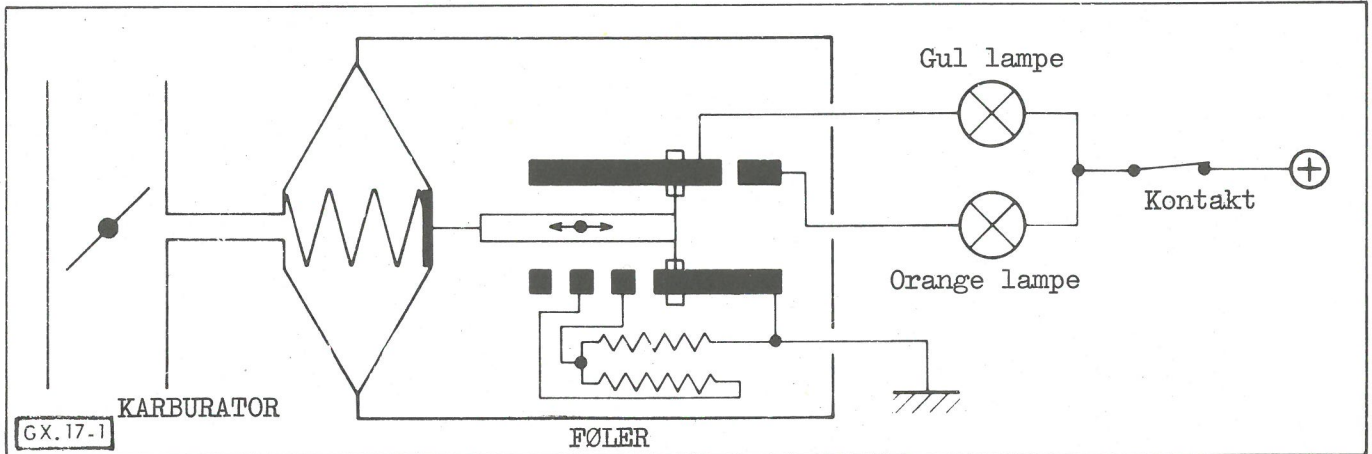 Gul lampe
Kontakt
Orange lampe
KARBURATOR
GX.17-1
FØLER